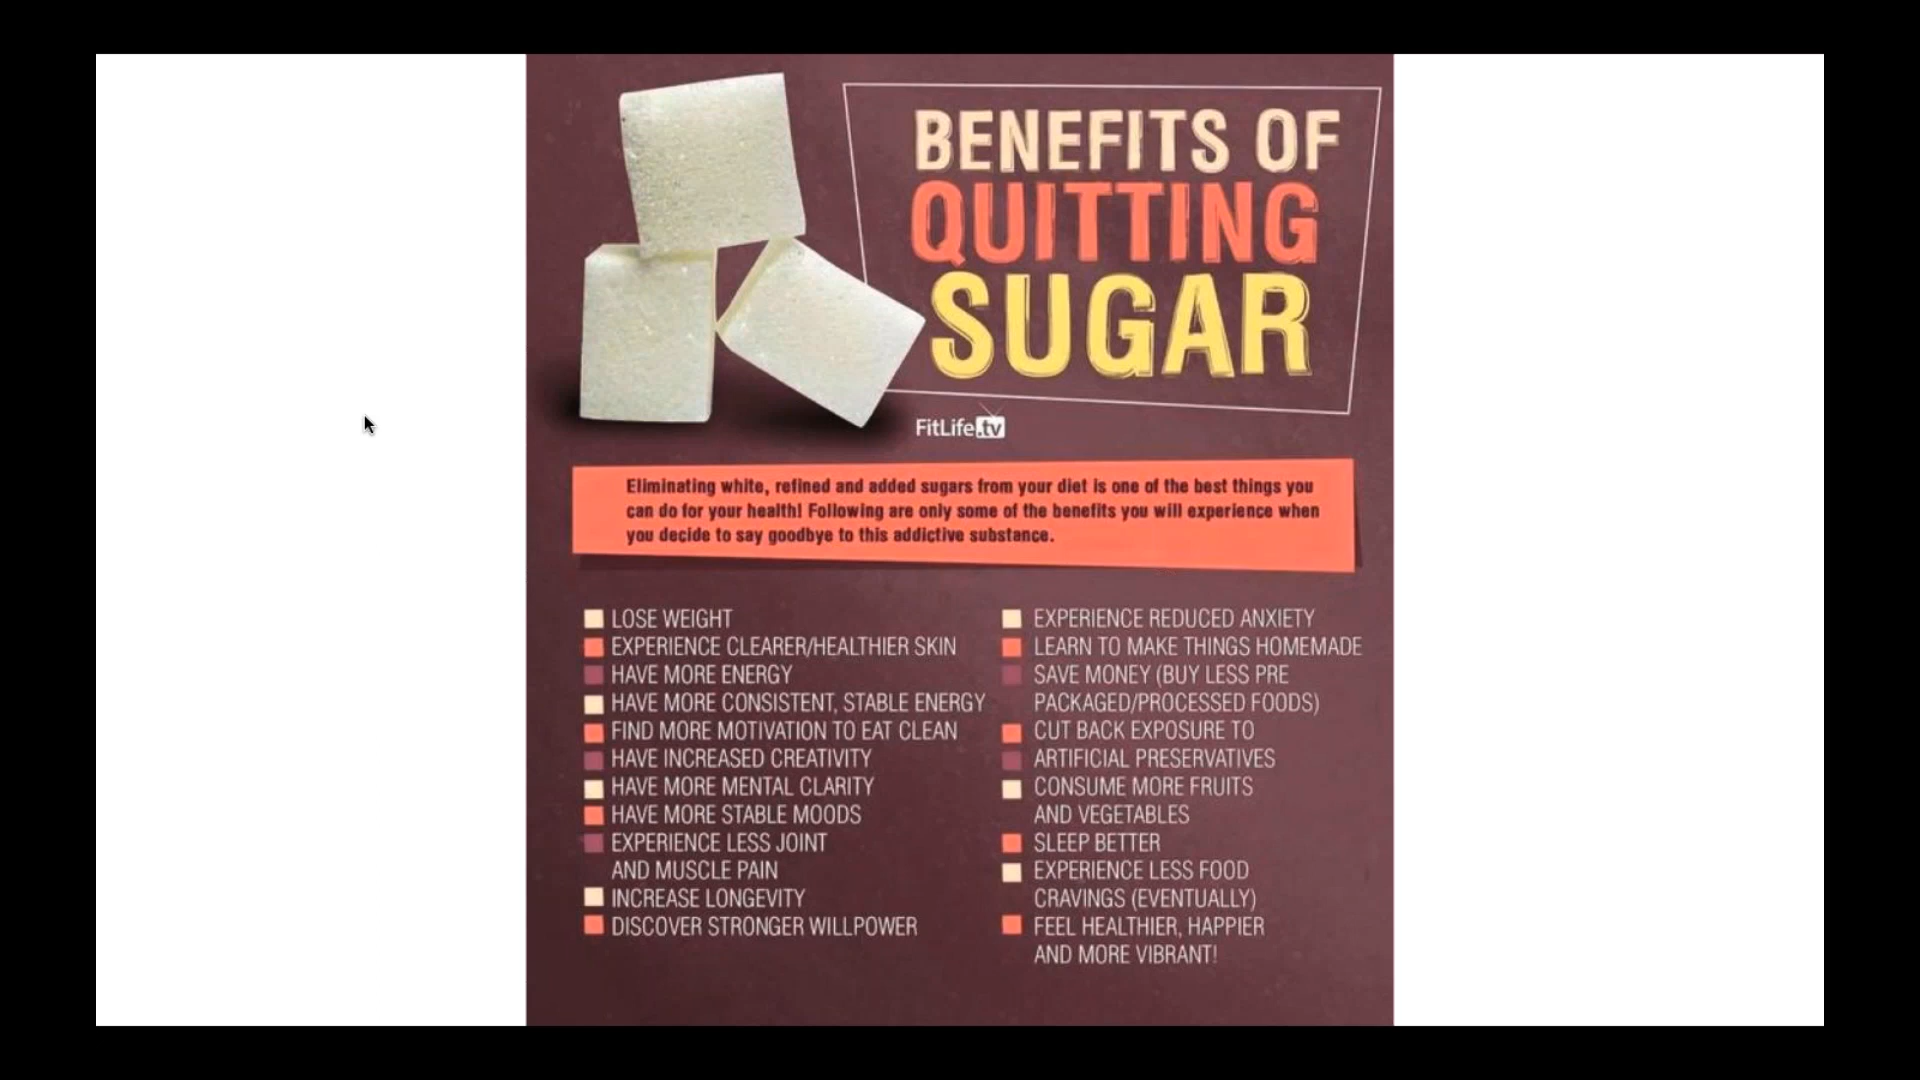 BENEFITS OF
QUITTING
SUGAR
FitLife.tv
Eliminating white, refined and added sugars from your diet is one of the best things you
can do for your health! Following are only some of the benefits you will experience when
you decide to say goodbye to this addictive substance.
LOSE WEIGHT
EXPERIENCE CLEARER/HEALTHIER SKIN
HAVE MORE ENERGY
HAVE MORE CONSISTENT, STABLE ENERGY
FIND MORE MOTIVATION TO EAT CLEAN
HAVE INCREASED CREATIVITY
HAVE MORE MENTAL CLARITY
HAVE MORE STABLE MOODS
EXPERIENCE LESS JOINT
AND MUSCLE PAIN
INCREASE LONGEVITY
DISCOVER STRONGER WILLPOWER
EXPERIENCE REDUCED ANXIETY
LEARN TO MAKE THINGS HOMEMADE
SAVE MONEY (BUY LESS PRE
PACKAGED/PROCESSED FOODS)
CUT BACK EXPOSURE TO
ARTIFICIAL PRESERVATIVES
CONSUME MORE FRUITS
AND VEGETABLES
SLEEP BETTER
EXPERIENCE LESS FOOD
CRAVINGS (EVENTUALLY)
FEEL HEALTHIER, HAPPIER
AND MORE VIBRANT!